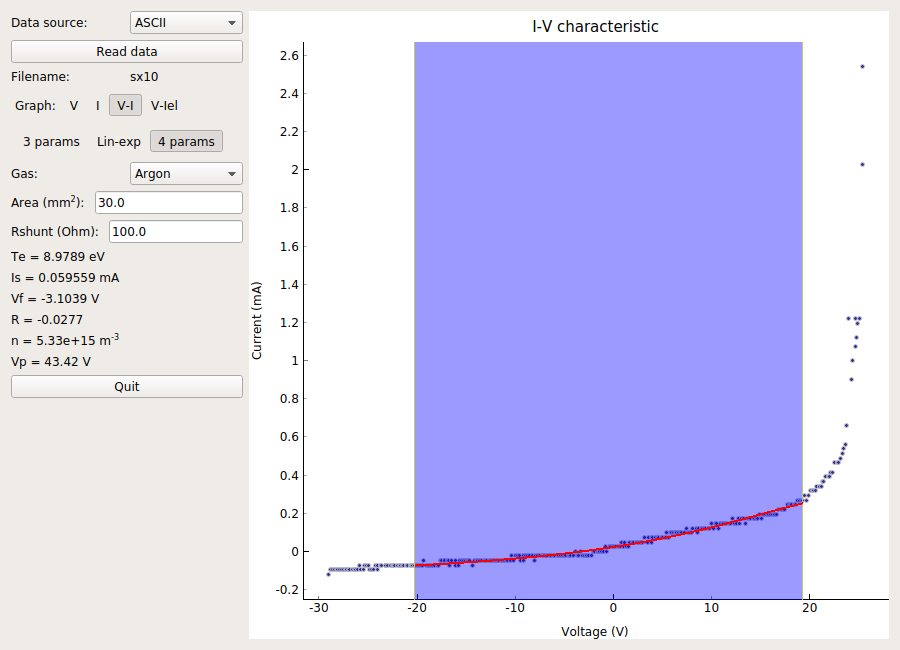 Data source: ASCII
Read data
Filename: sx10
Graph: V I V-I V-Iel
3 params Lin-exp 4 params
Gas: Argon
Area (mm²): 30.0
Rshunt (Ohm): 100.0
Te = 8.9789 eV
Is = 0.059559 mA
Vf = -3.1039 V
R = -0.0277
n = 5.33e+15 m⁻³
Vp = 43.42 V
Quit
I-V characteristic
Current (mA)
2.6
2.4
2.2
2
1.8
1.6
1.4
1.2
1
0.8
0.6
0.4
0.2
0
-0.2
-30 -20 -10 0 10 20
Voltage (V)